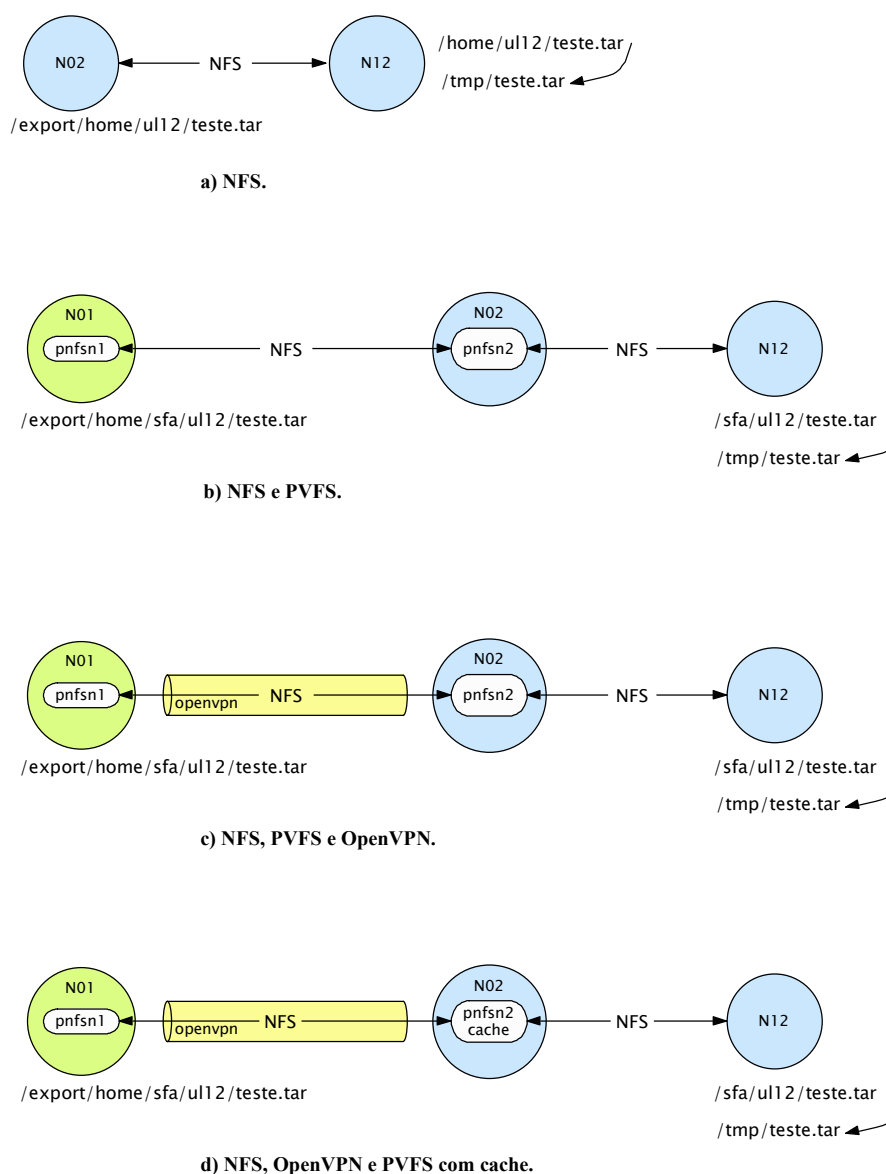 /home/ul12/teste.tar
N02 NFS N12
/tmp/teste.tar
/export/home/ul12/teste.tar
a) NFS.
N01 N02
pnfsn1 NFS pnfsn2 NFS N12
/export/home/sfa/ul12/teste.tar /sfa/ul12/teste.tar
/tmp/teste.tar
b) NFS e PVFS.
N01 N02
pnfsn1 openvpn NFS pnfsn2 NFS N12
/export/home/sfa/ul12/teste.tar /sfa/ul12/teste.tar
/tmp/teste.tar
c) NFS, PVFS e OpenVPN.
N01 N02
pnfsn1 openvpn NFS pnfsn2 cache NFS N12
/export/home/sfa/ul12/teste.tar /sfa/ul12/teste.tar
/tmp/teste.tar
d) NFS, OpenVPN e PVFS com cache.